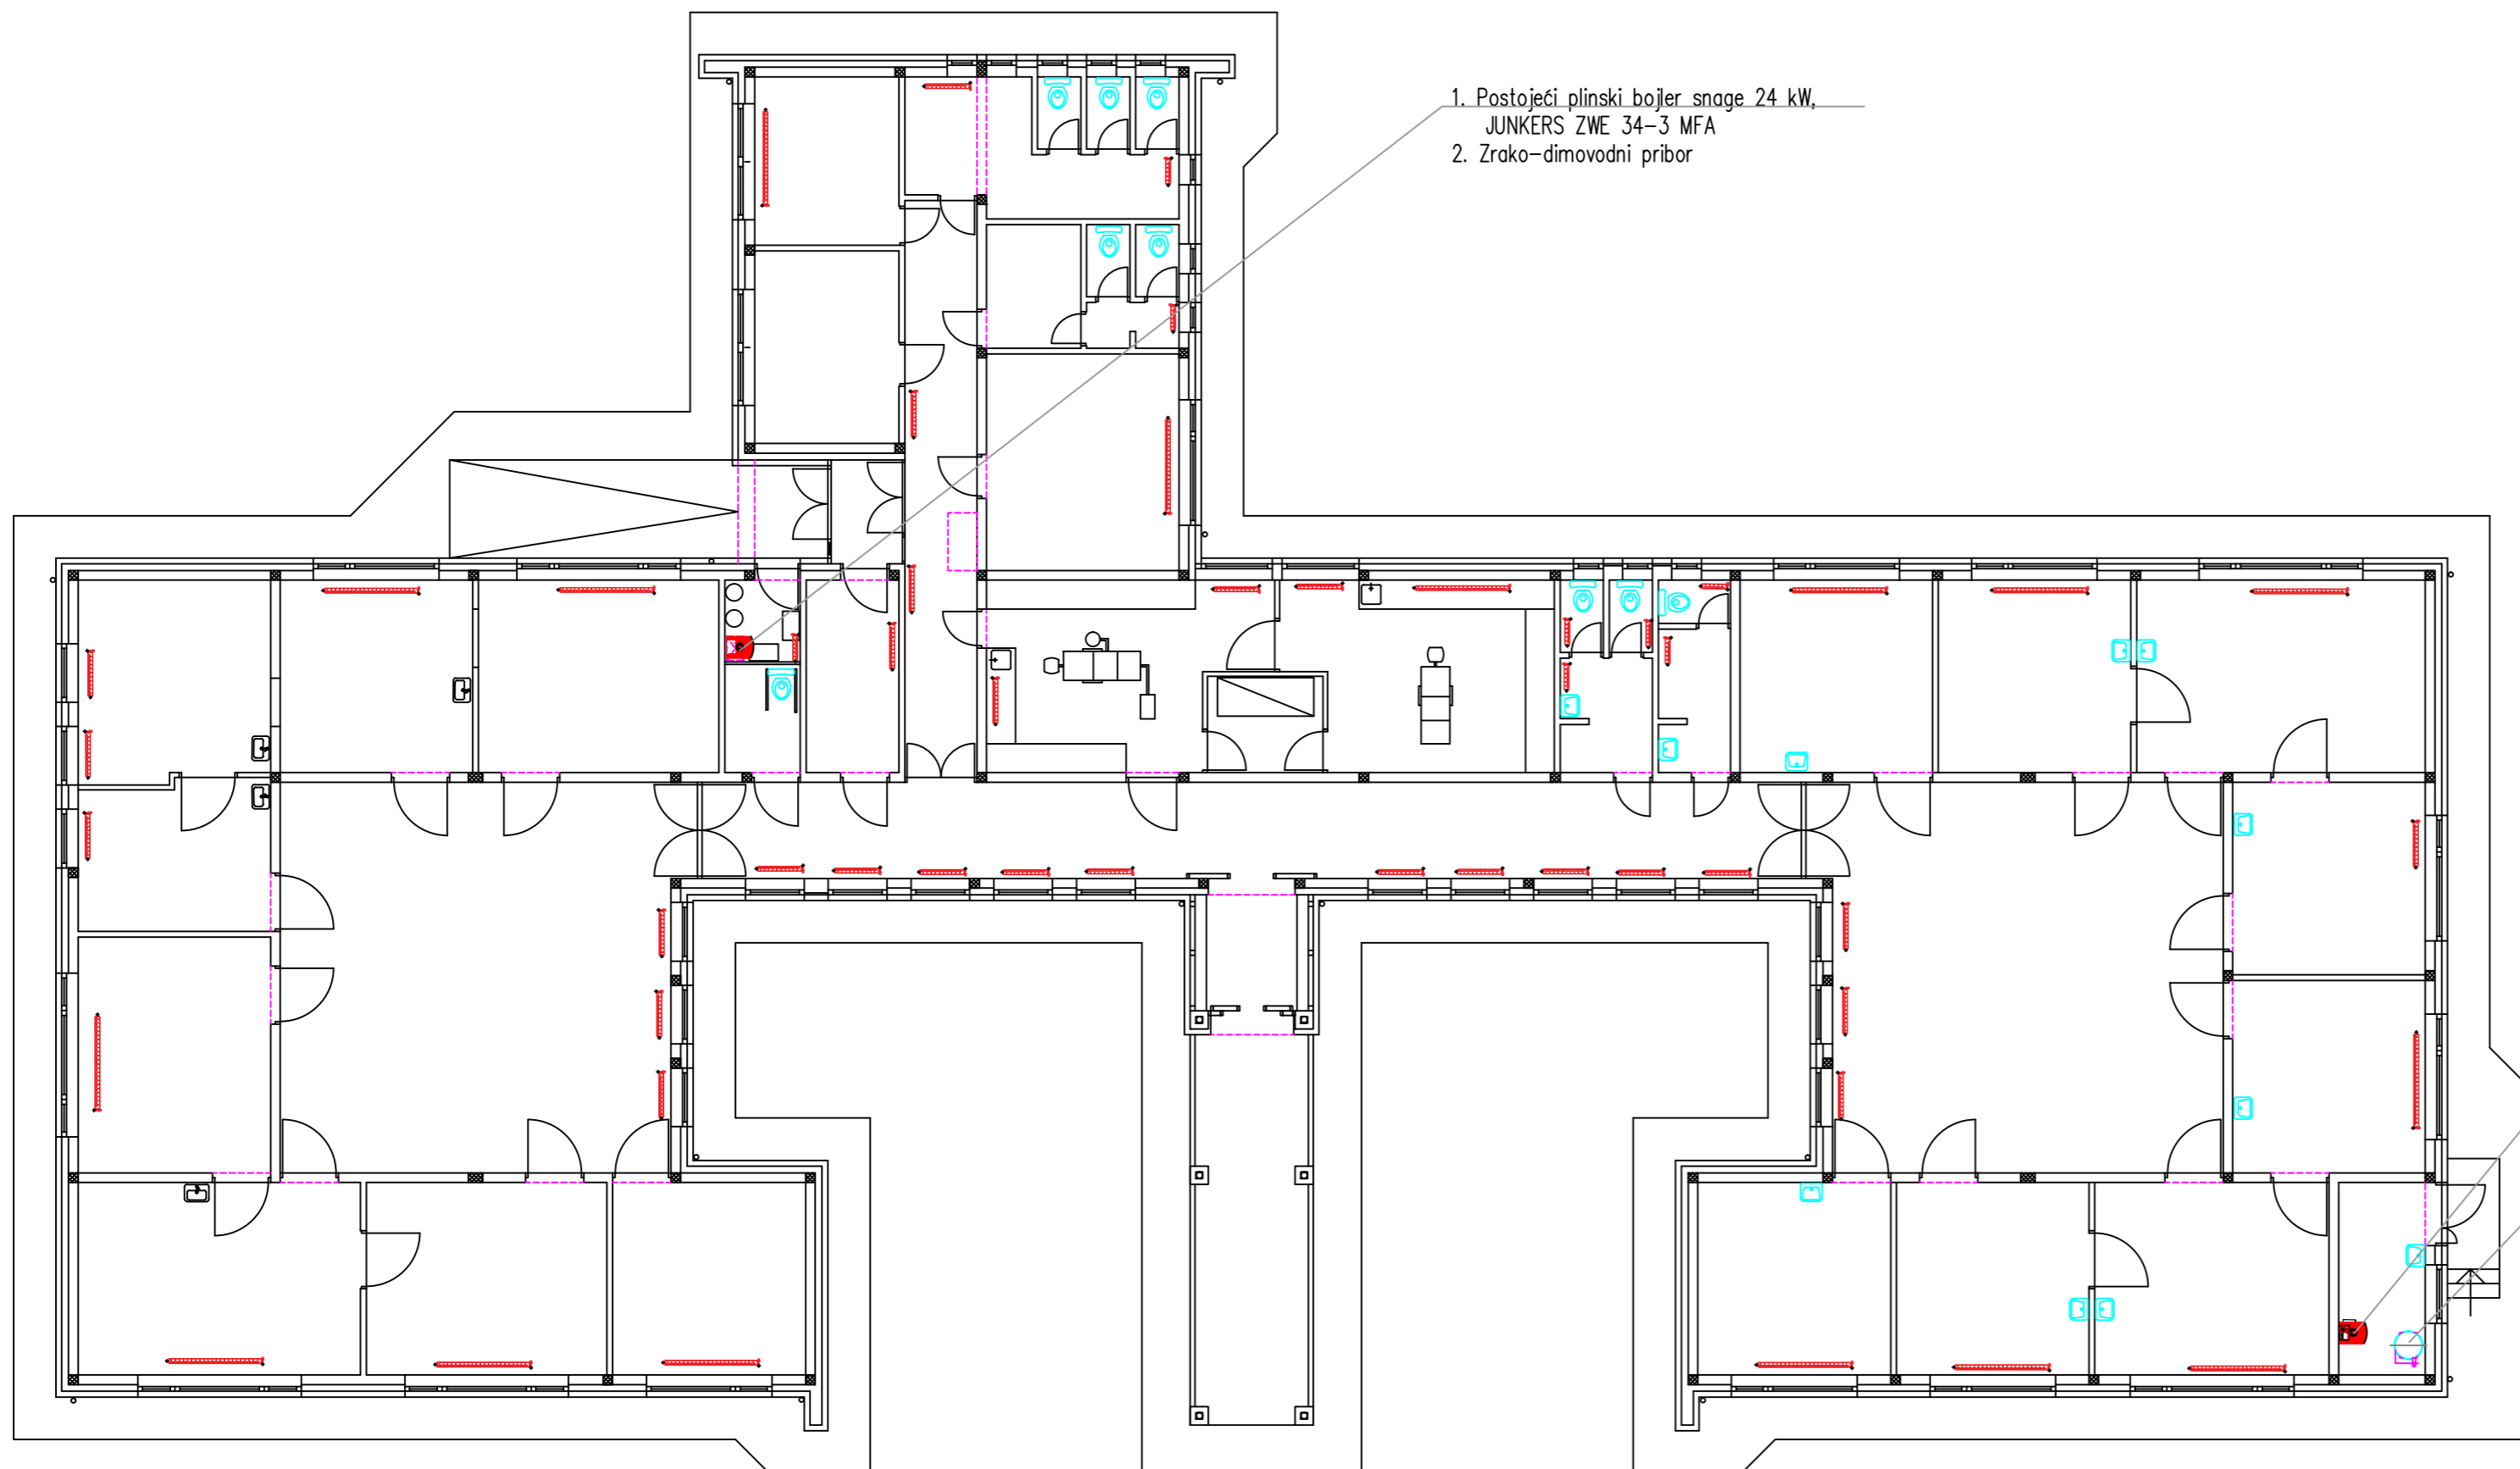 1. Postojeći plinski bojler snage 24 kW,
JUNKERS ZWE 34-3 MFA
2. Zrako-dimovodni pribor